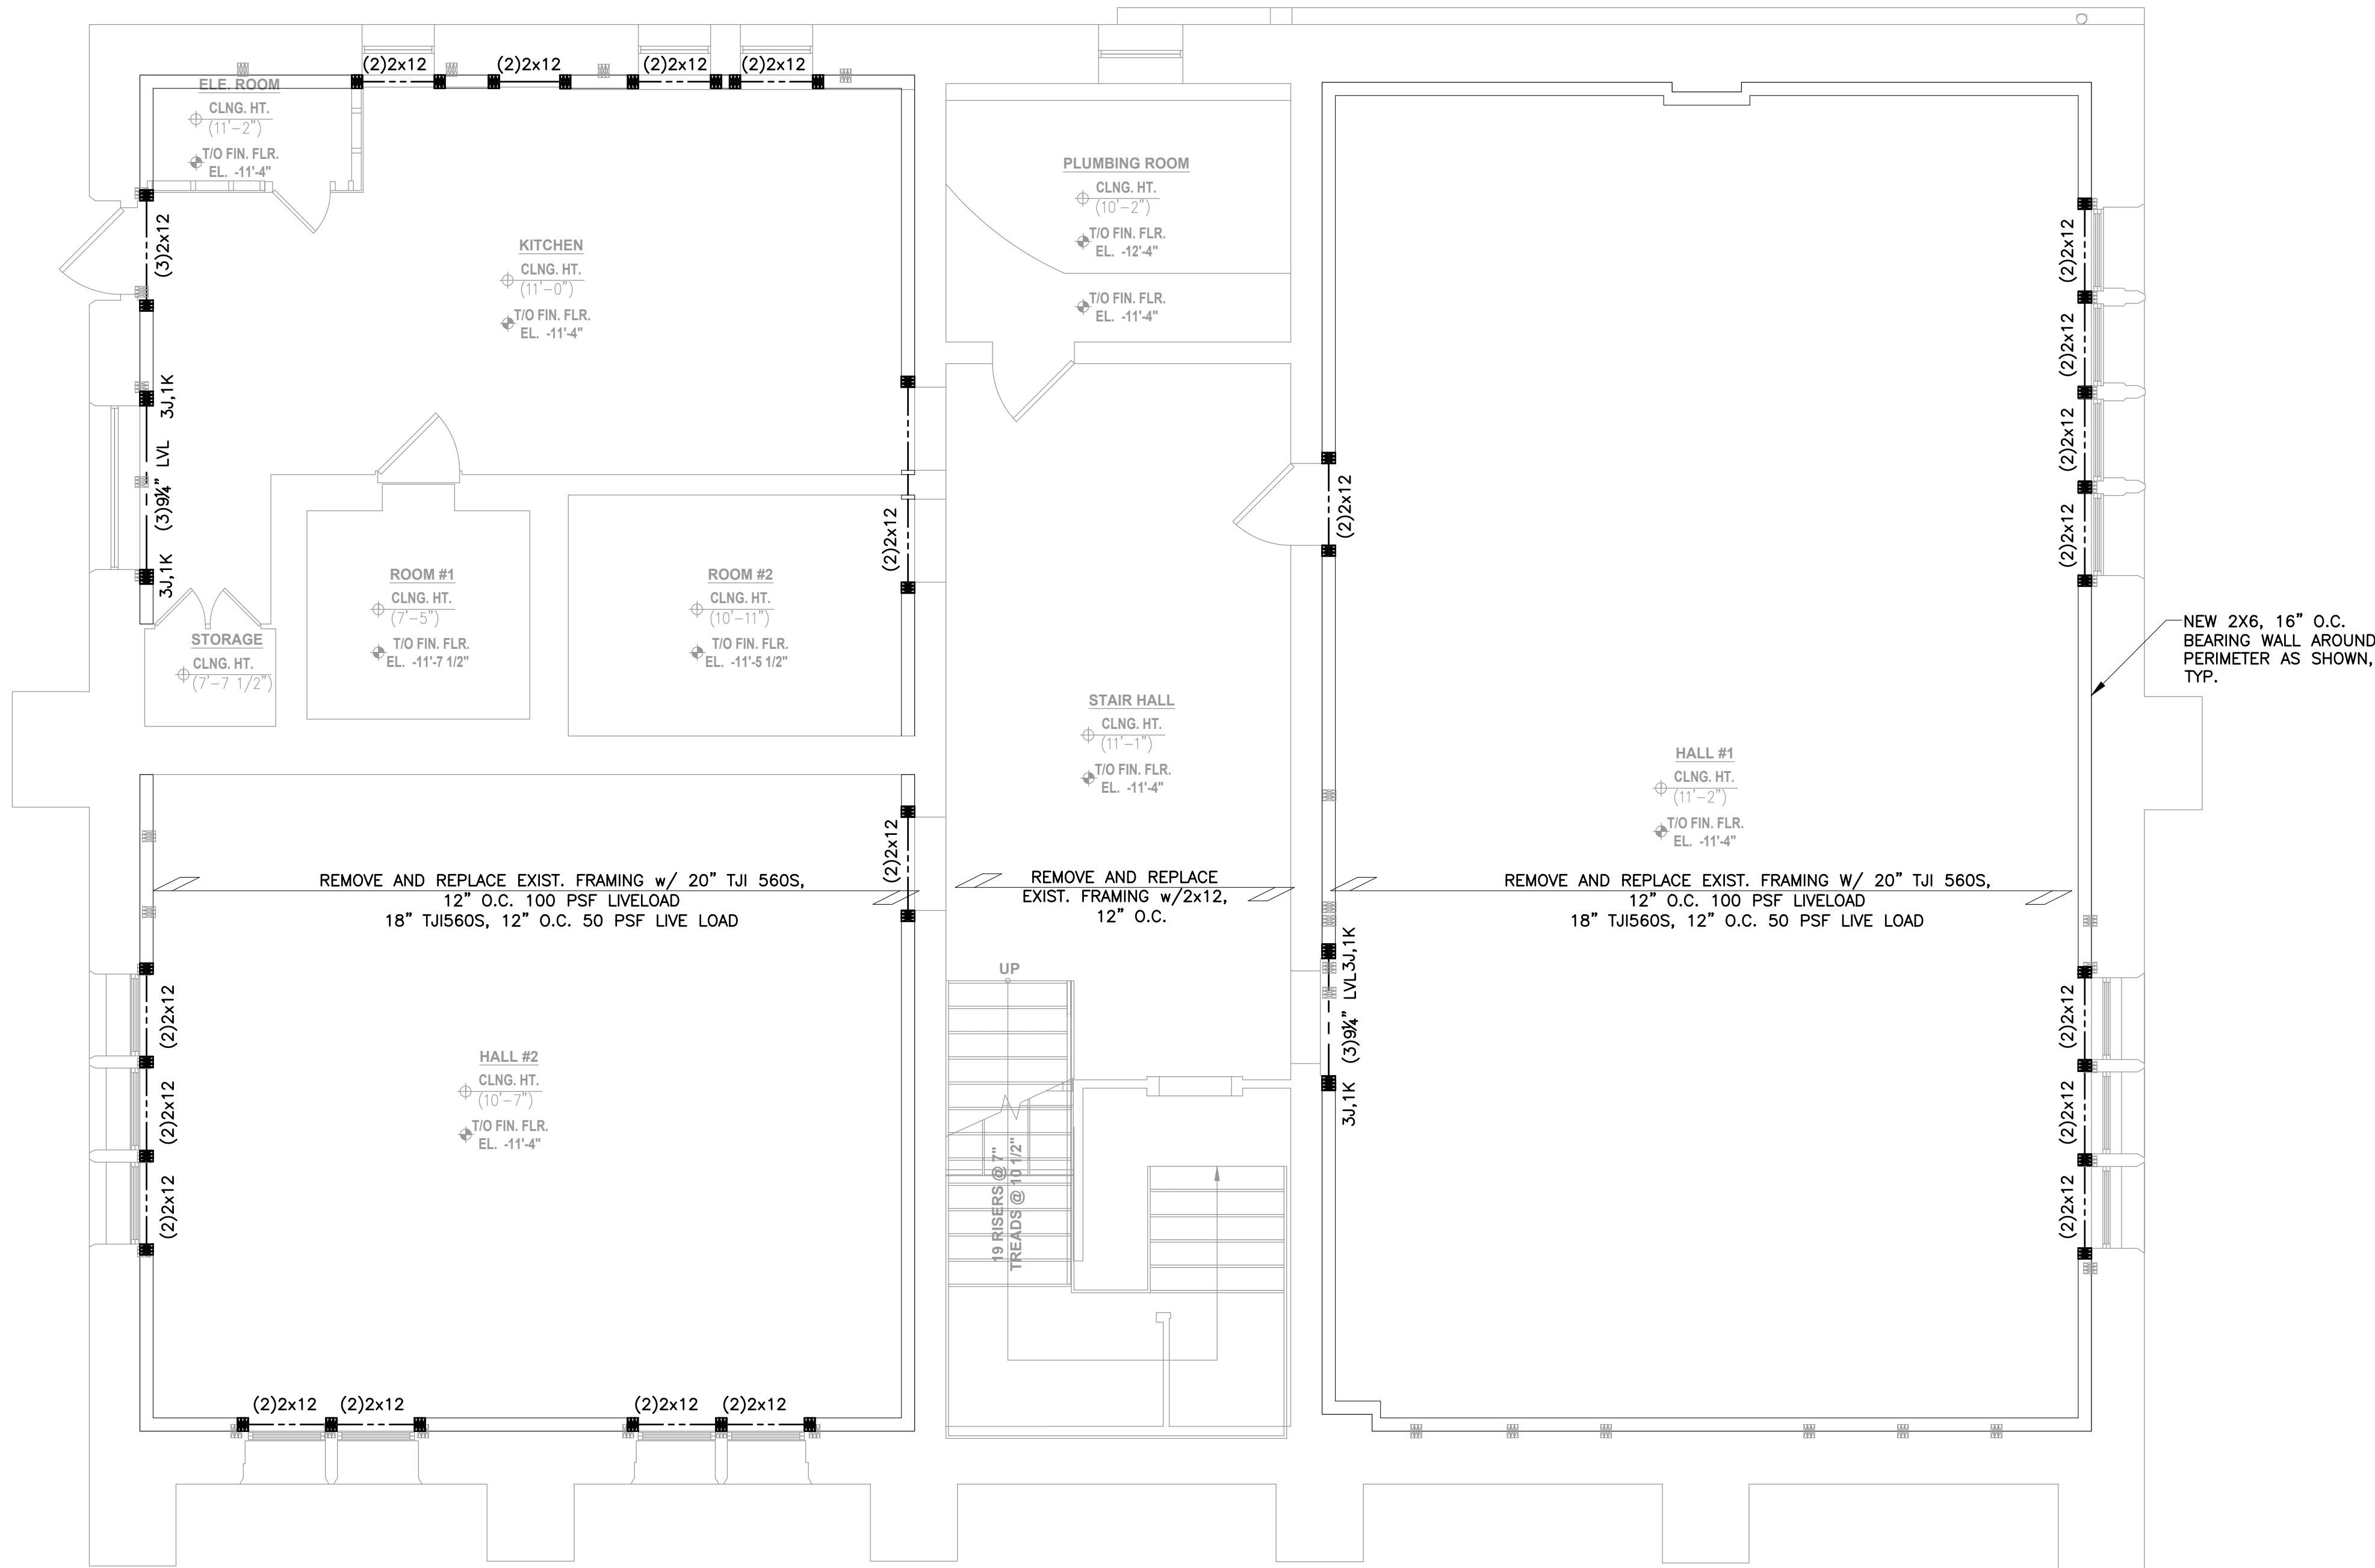 (2)2x12
(2)2x12
(2)2x12
(2)2x12
ELE. ROOM
CLNG. HT.
(11'-2")
T/O FIN. FLR.
EL. -11'-4"
(3)2x12
KITCHEN
CLNG. HT.
(11'-0")
T/O FIN. FLR.
EL. -11'-4"
3J,1K
(3)9¼" LVL
3J,1K
PLUMBING ROOM
CLNG. HT.
(10'-2")
T/O FIN. FLR.
EL. -12'-4"
T/O FIN. FLR.
EL. -11'-4"
(2)2x12
(2)2x12
(2)2x12
(2)2x12
(2)2x12
(2)2x12
ROOM #1
CLNG. HT.
(7'-5")
T/O FIN. FLR.
EL. -11'-7 1/2"
ROOM #2
CLNG. HT.
(10'-11")
T/O FIN. FLR.
EL. -11'-5 1/2"
STORAGE
CLNG. HT.
(7'-7 1/2")
NEW 2X6, 16" O.C.
BEARING WALL AROUND
PERIMETER AS SHOWN,
TYP.
STAIR HALL
CLNG. HT.
(11'-1")
T/O FIN. FLR.
EL. -11'-4"
HALL #1
CLNG. HT.
(11'-2")
T/O FIN. FLR.
EL. -11'-4"
(2)2x12
REMOVE AND REPLACE EXIST. FRAMING w/ 20" TJI 560S,
12" O.C. 100 PSF LIVELOAD
18" TJI560S, 12" O.C. 50 PSF LIVE LOAD
REMOVE AND REPLACE
EXIST. FRAMING w/2x12,
12" O.C.
REMOVE AND REPLACE EXIST. FRAMING W/ 20" TJI 560S,
12" O.C. 100 PSF LIVELOAD
18" TJI560S, 12" O.C. 50 PSF LIVE LOAD
UP
3J,1K
(3)9¼" LVL
3J,1K
(2)2x12
(2)2x12
(2)2x12
HALL #2
CLNG. HT.
(10'-7")
T/O FIN. FLR.
EL. -11'-4"
19 RISERS @ 7"
TREADS @ 10 1/2"
(2)2x12
(2)2x12
(2)2x12
(2)2x12
(2)2x12
(2)2x12
(2)2x12